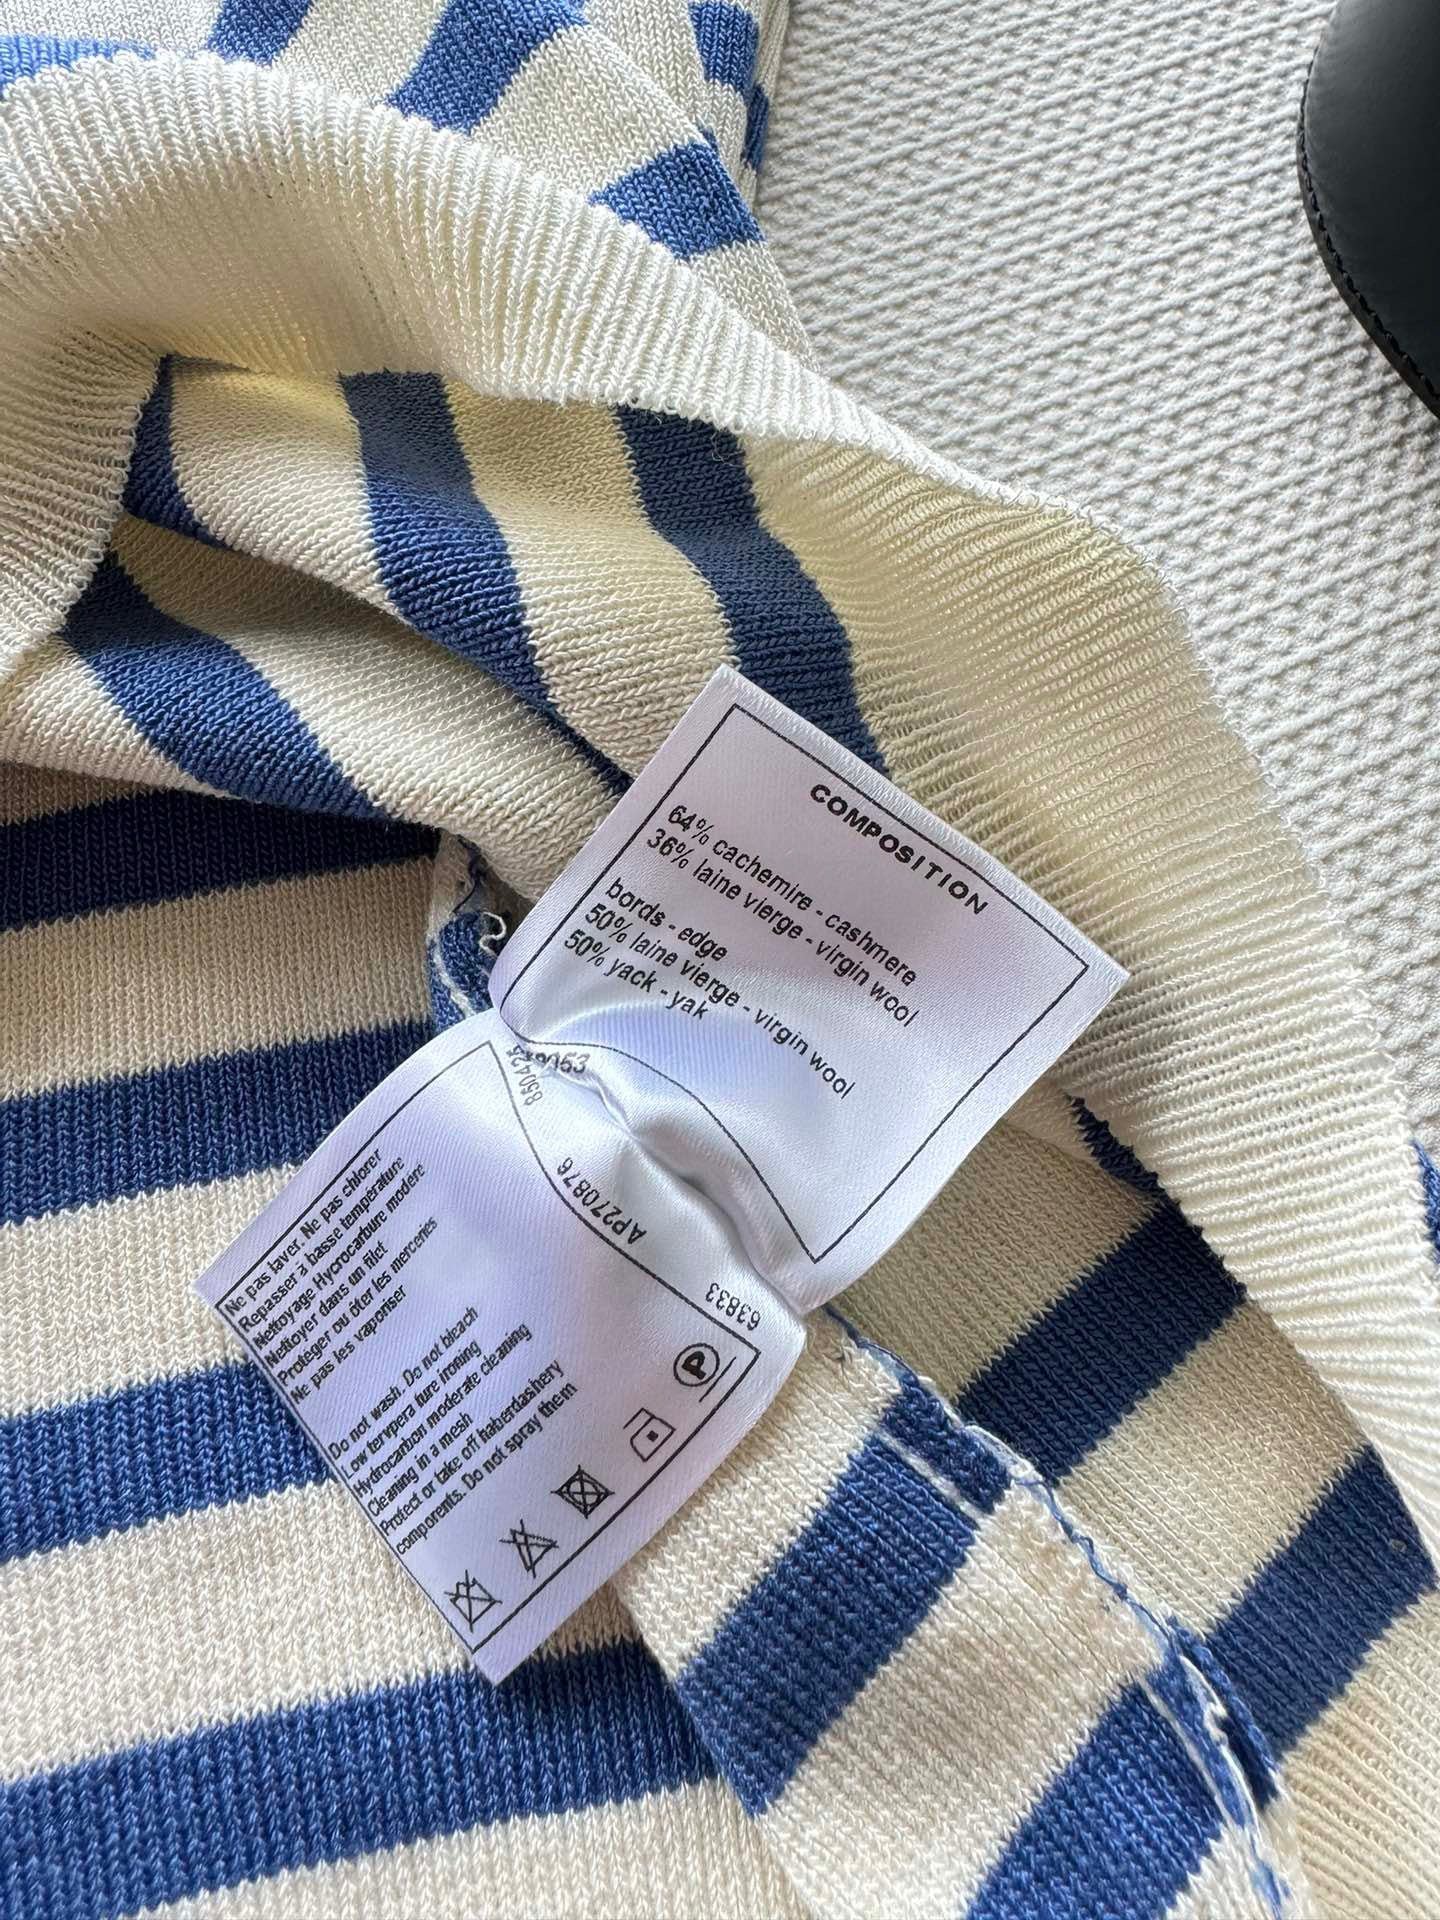 COMPOSITION
64% cachemire - cashmere
36% laine vierge - virgin wool
bords - edge
50% laine vierge - virgin wool
50% yack - yak
AP270876
63833
Ne pas laver. Ne pas chlorer
Repasser à basse température
Nettoyage Hydrocarbure modéré
Nettoyer dans un filet
Protéger ou ôter les merceries
Ne pas les vaporiser
Do not wash. Do not bleach
Low tervpera ture ironing
Hydrocarbon moderate cleaning
Cleaning in a mesh
Protect or take off haberdashery
components. Do not spray them
P